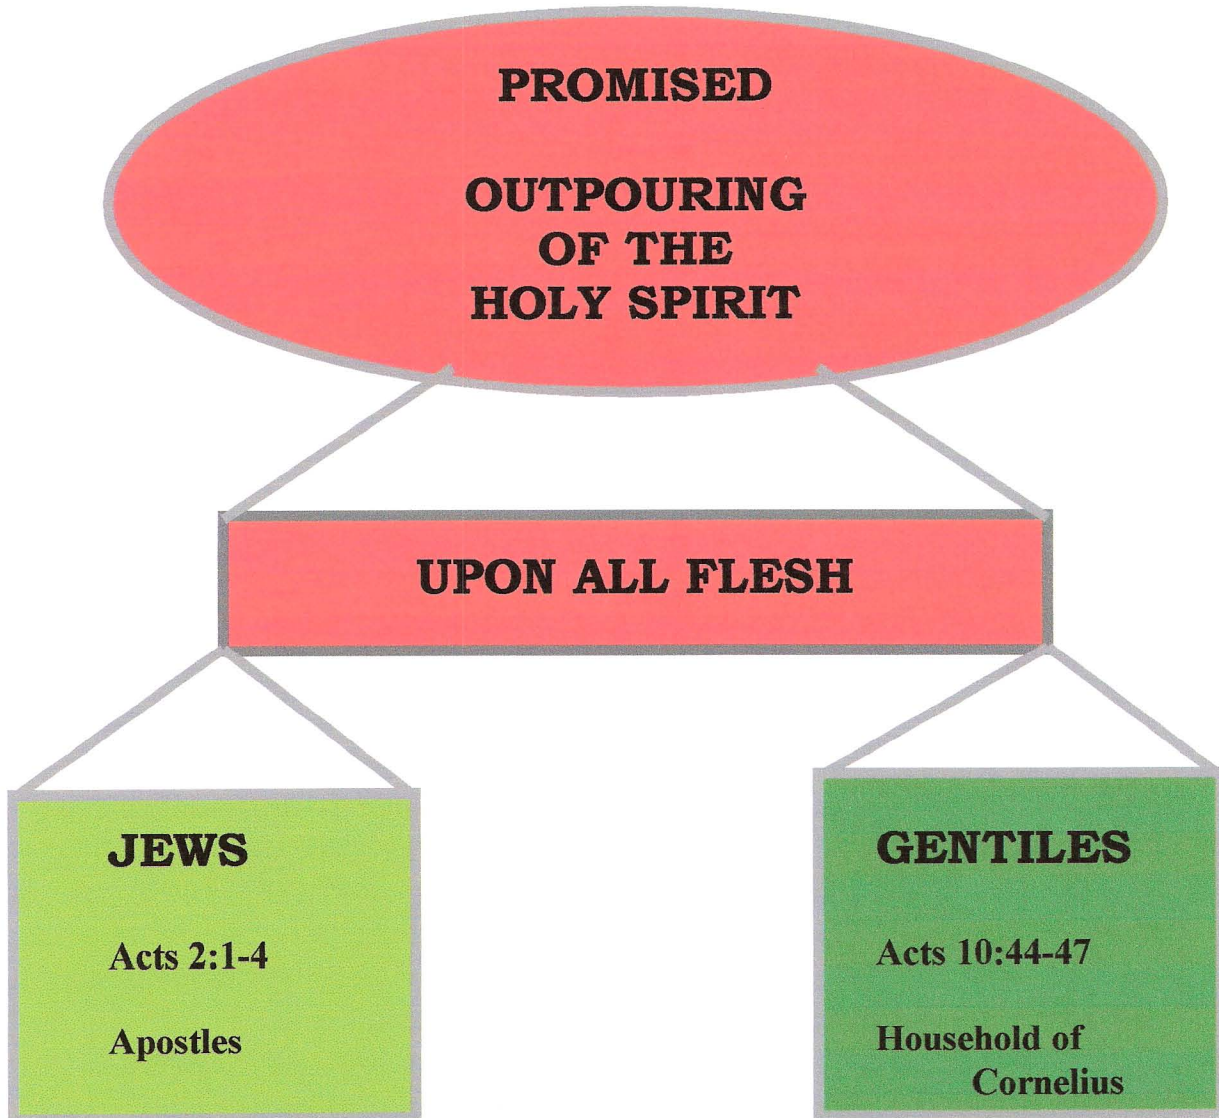 PROMISED
OUTPOURING
OF THE
HOLY SPIRIT
UPON ALL FLESH
JEWS
Acts 2:1-4
Apostles
GENTILES
Acts 10:44-47
Household of
Cornelius